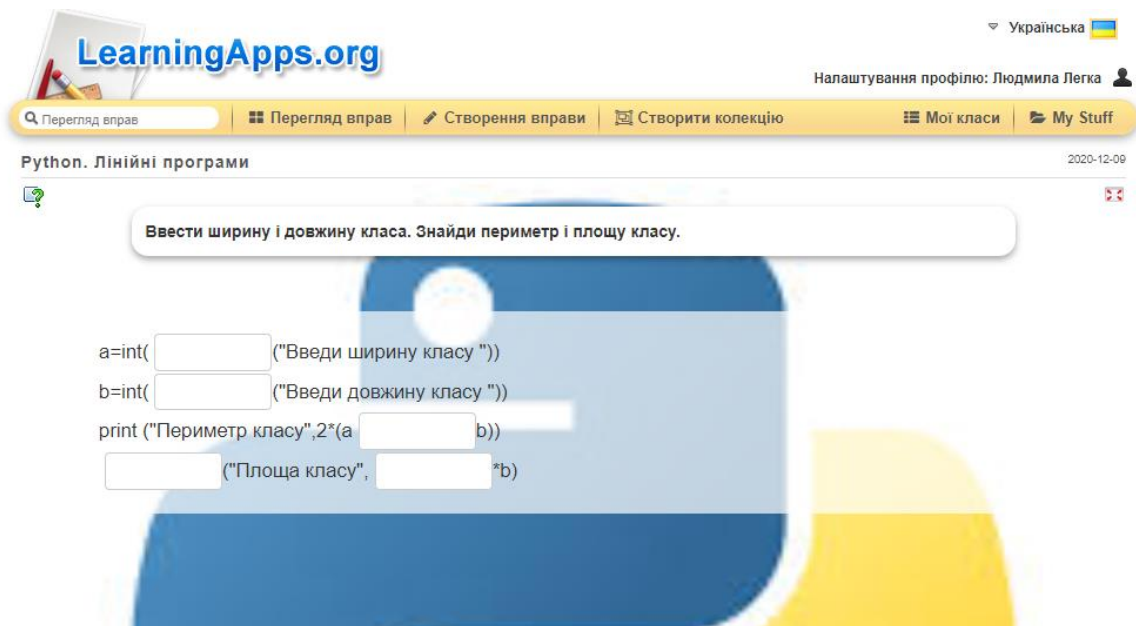 Українська
LearningApps.org
Налаштування профілю: Людмила Легка
Перегляд вправ Перегляд вправ Створення вправи Створити колекцію Мої класи My Stuff
Python. Лінійні програми 2020-12-09
Ввести ширину і довжину класа. Знайди периметр і площу класу.
a=int( ("Введи ширину класу "))
b=int( ("Введи довжину класу "))
print ("Периметр класу",2*(a b))
("Площа класу", *b)